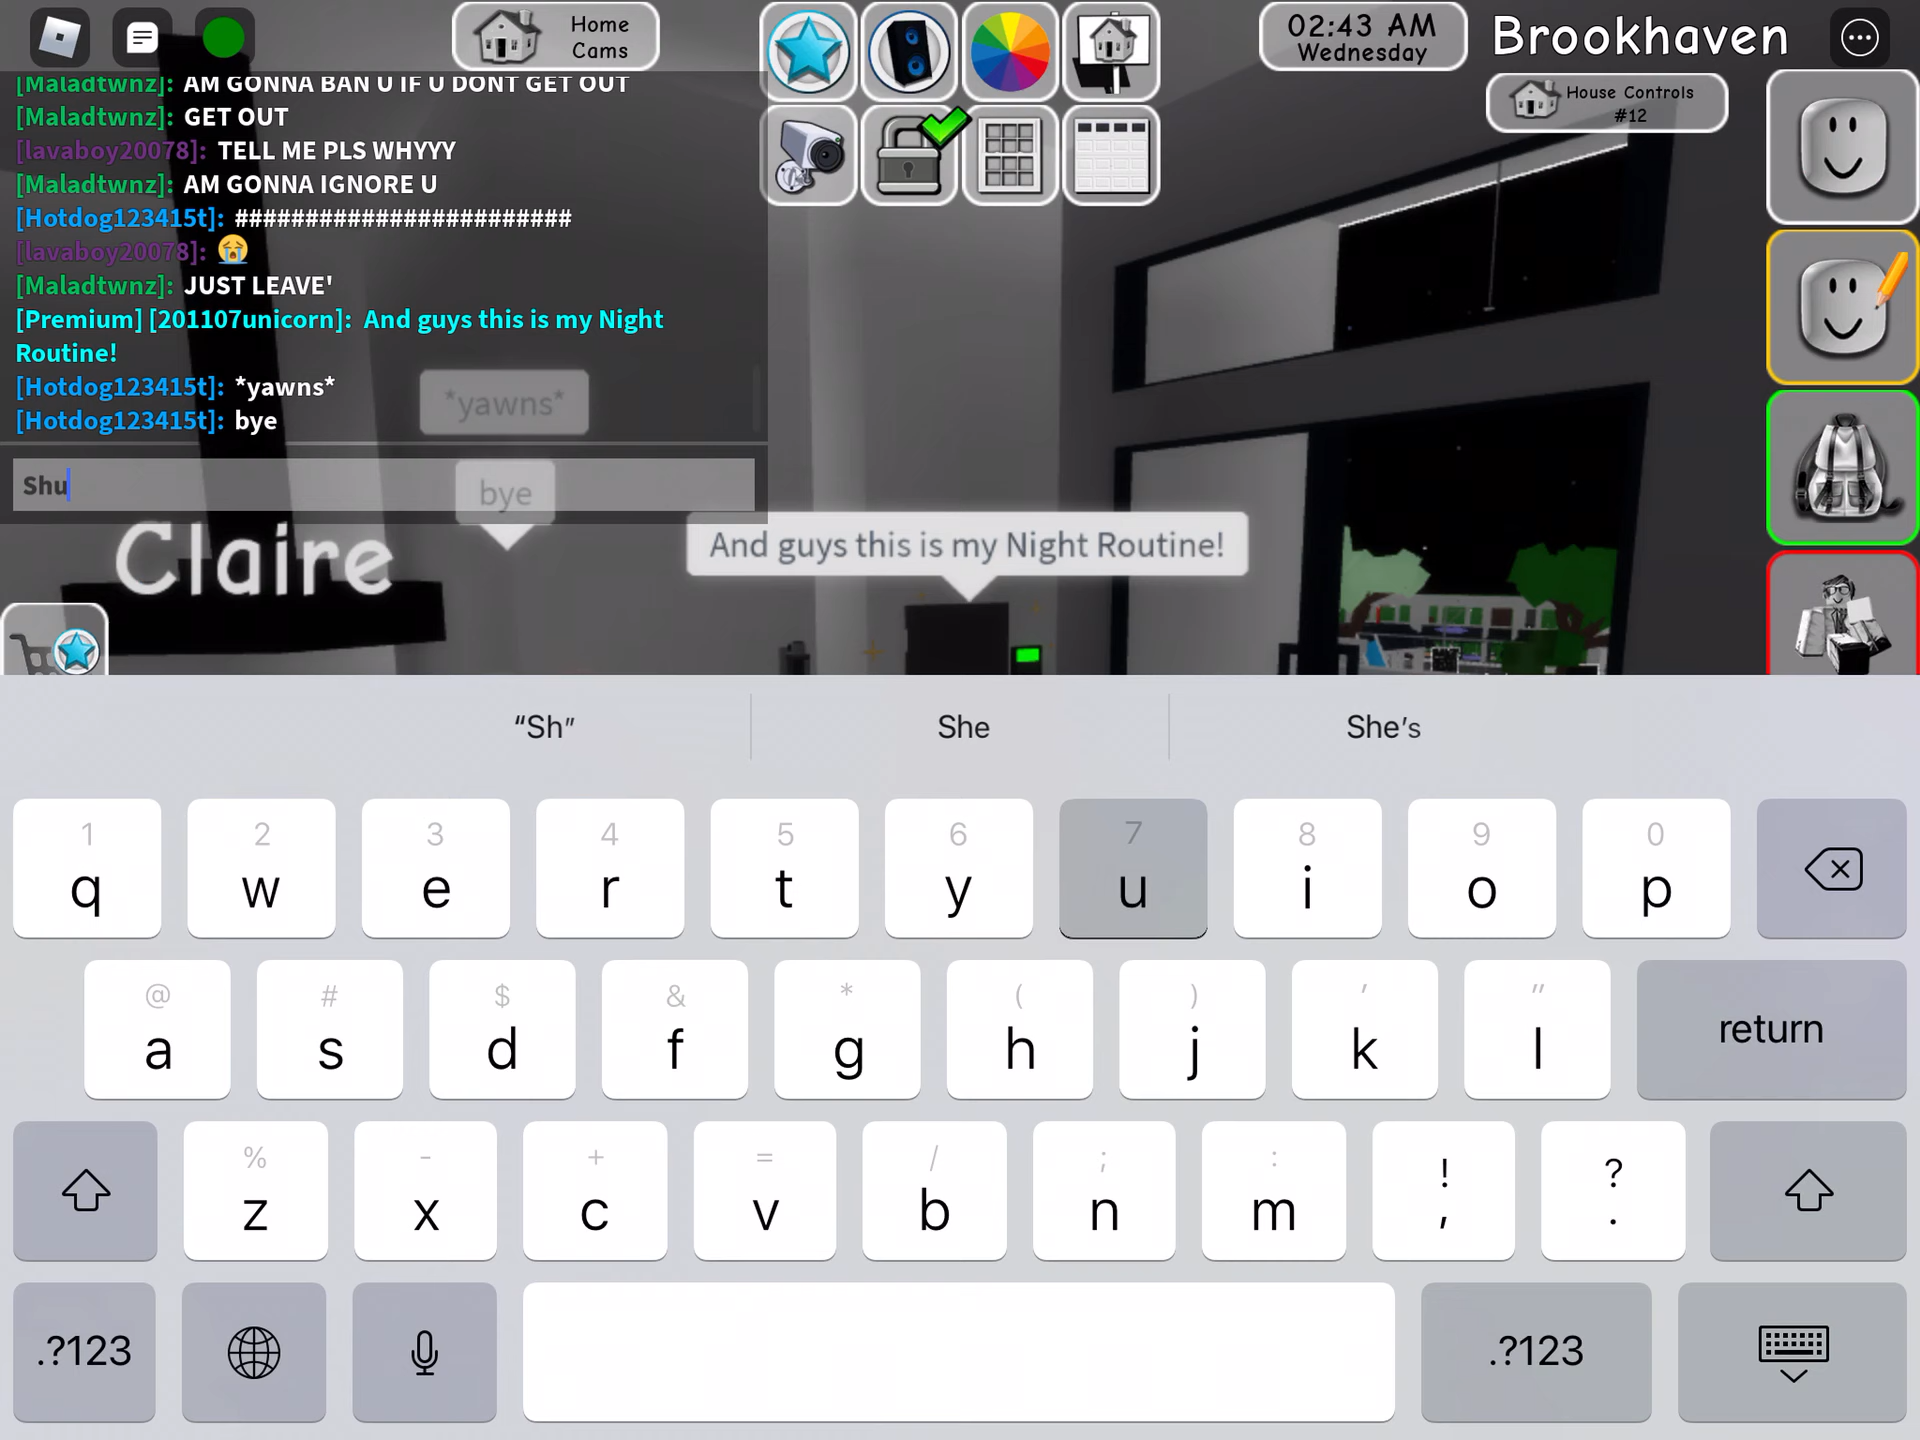 Home
Cams
02:43 AM
Wednesday
Brookhaven
House Controls
#12
[Maladtwnz]: AM GONNA BAN U IF U DONT GET OUT
[Maladtwnz]: GET OUT
[lavaboy20078]: TELL ME PLS WHYYY
[Maladtwnz]: AM GONNA IGNORE U
[Hotdog123415t]: ########################
[lavaboy20078]: 😭
[Maladtwnz]: JUST LEAVE'
[Premium] [201107unicorn]: And guys this is my Night
Routine!
[Hotdog123415t]: *yawns*
[Hotdog123415t]: bye
*yawns*
Shu
bye
And guys this is my Night Routine!
Claire
“Sh” She She’s
1 2 3 4 5 6 7 8 9 0
q w e r t y u i o p
@ # $ & * ( ) ' "
a s d f g h j k l return
% - + = / ; : ! ?
z x c v b n m , .
.?123 .?123